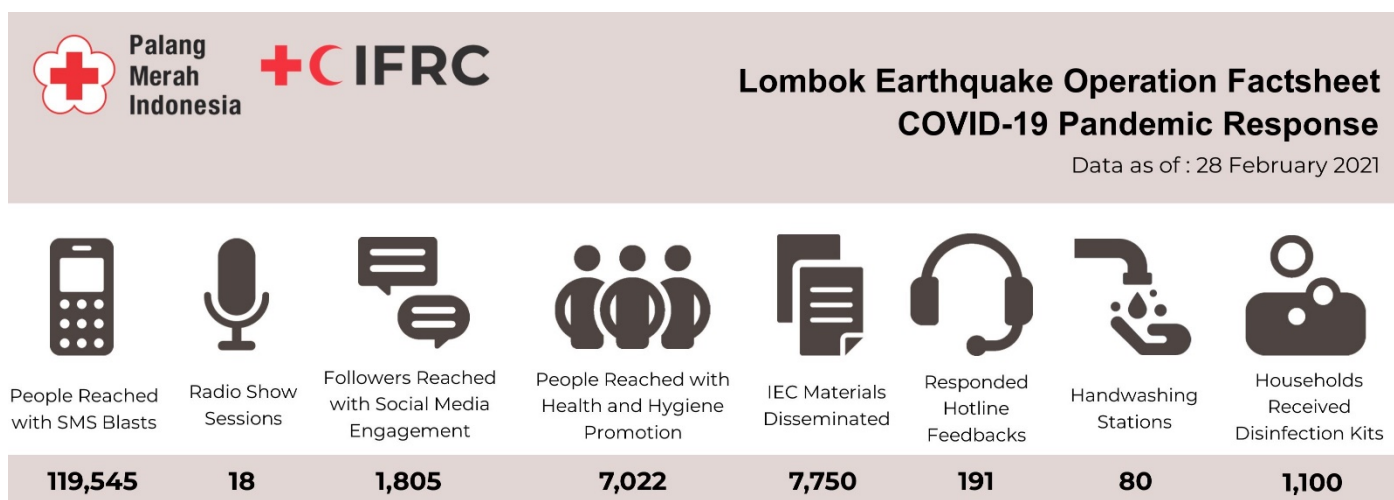 Palang
Merah
Indonesia
IFRC
Lombok Earthquake Operation Factsheet
COVID-19 Pandemic Response
Data as of : 28 February 2021
People Reached
with SMS Blasts
119,545
Radio Show
Sessions
18
Followers Reached
with Social Media
Engagement
1,805
People Reached with
Health and Hygiene
Promotion
7,022
IEC Materials
Disseminated
7,750
Responded
Hotline
Feedbacks
191
Handwashing
Stations
80
Households
Received
Disinfection Kits
1,100